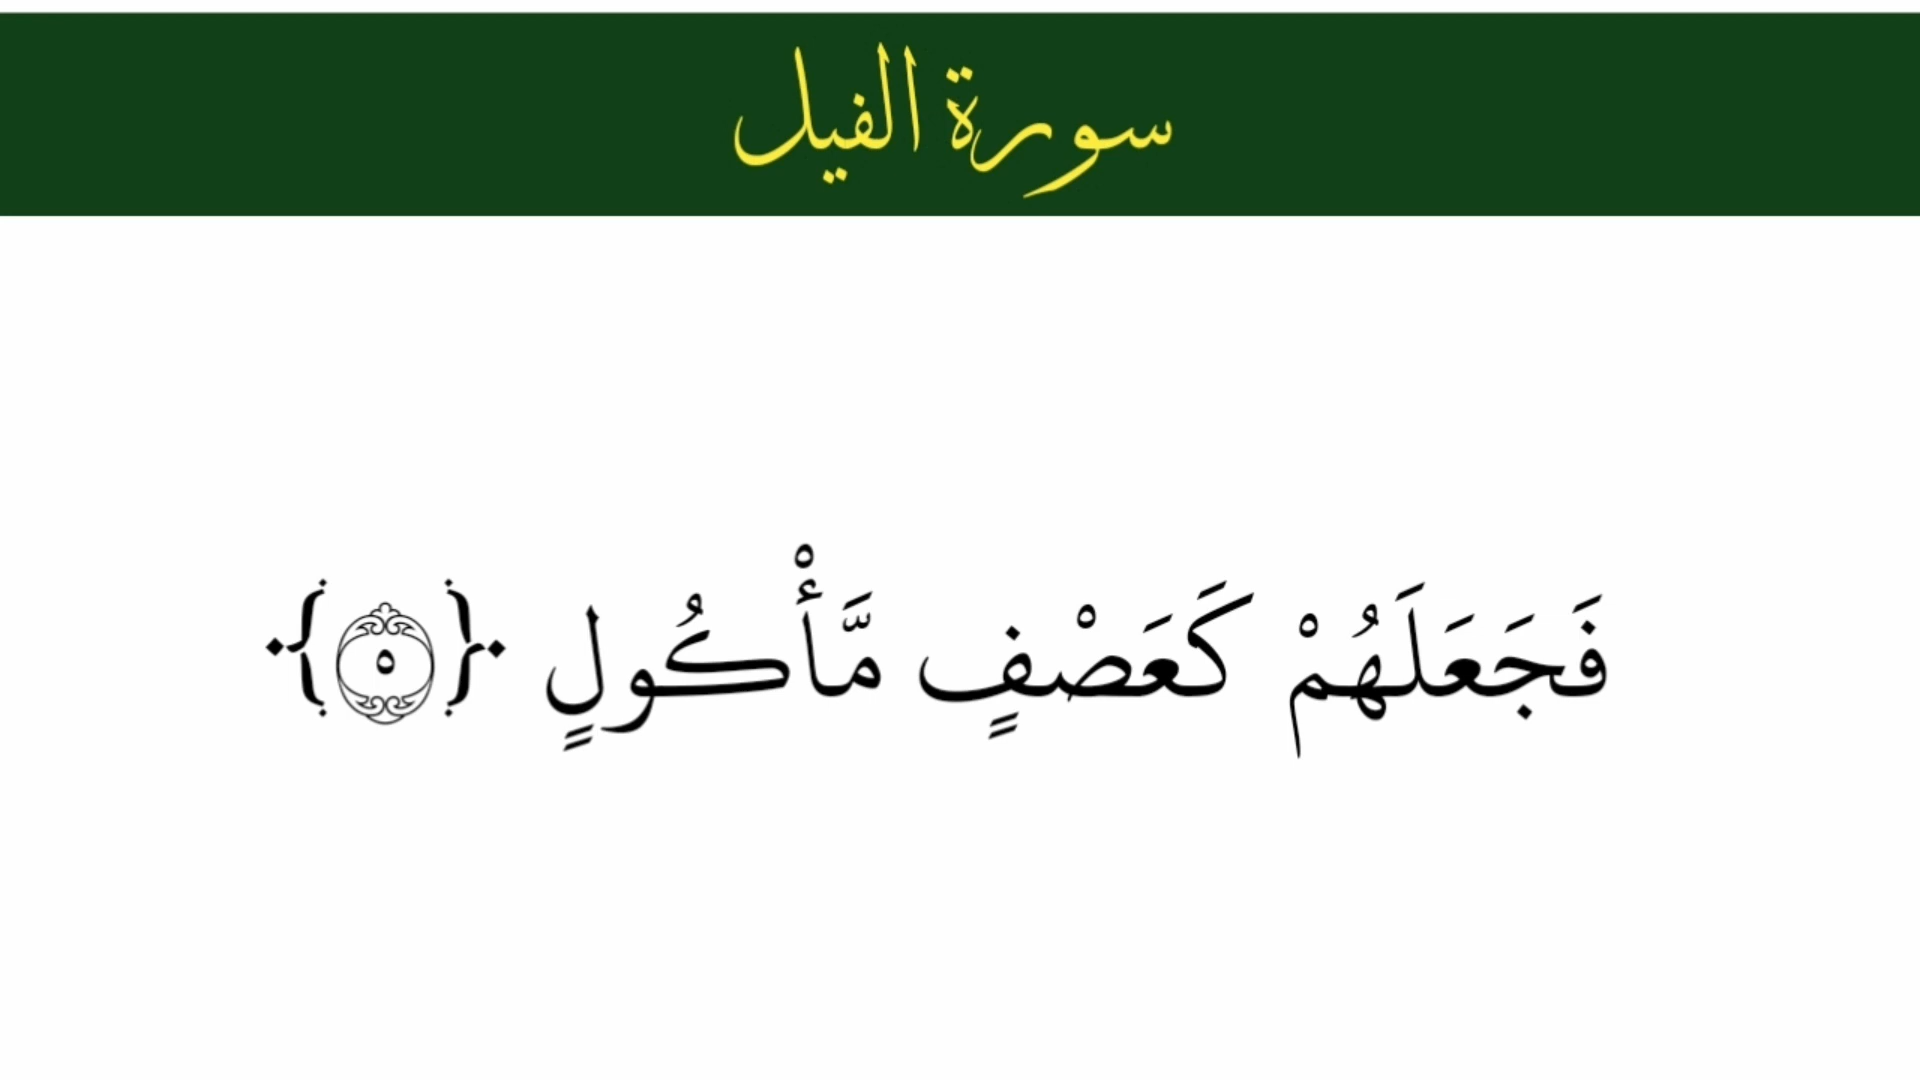 سورة الفيل
فَجَعَلَهُمْ كَعَصْفٍ مَّأْكُولٍ ﴿٥﴾